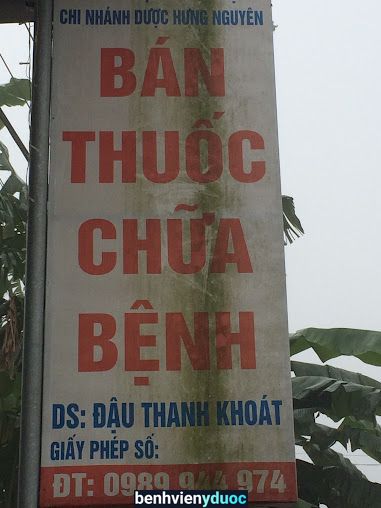 CHI NHÁNH DƯỢC HƯNG NGUYÊN
BÁN
THUỐC
CHỮA
BỆNH
DS: ĐẬU THANH KHOÁT
GIẤY PHÉP SỐ:
ĐT: 0989 944 974
benhvienyduoc